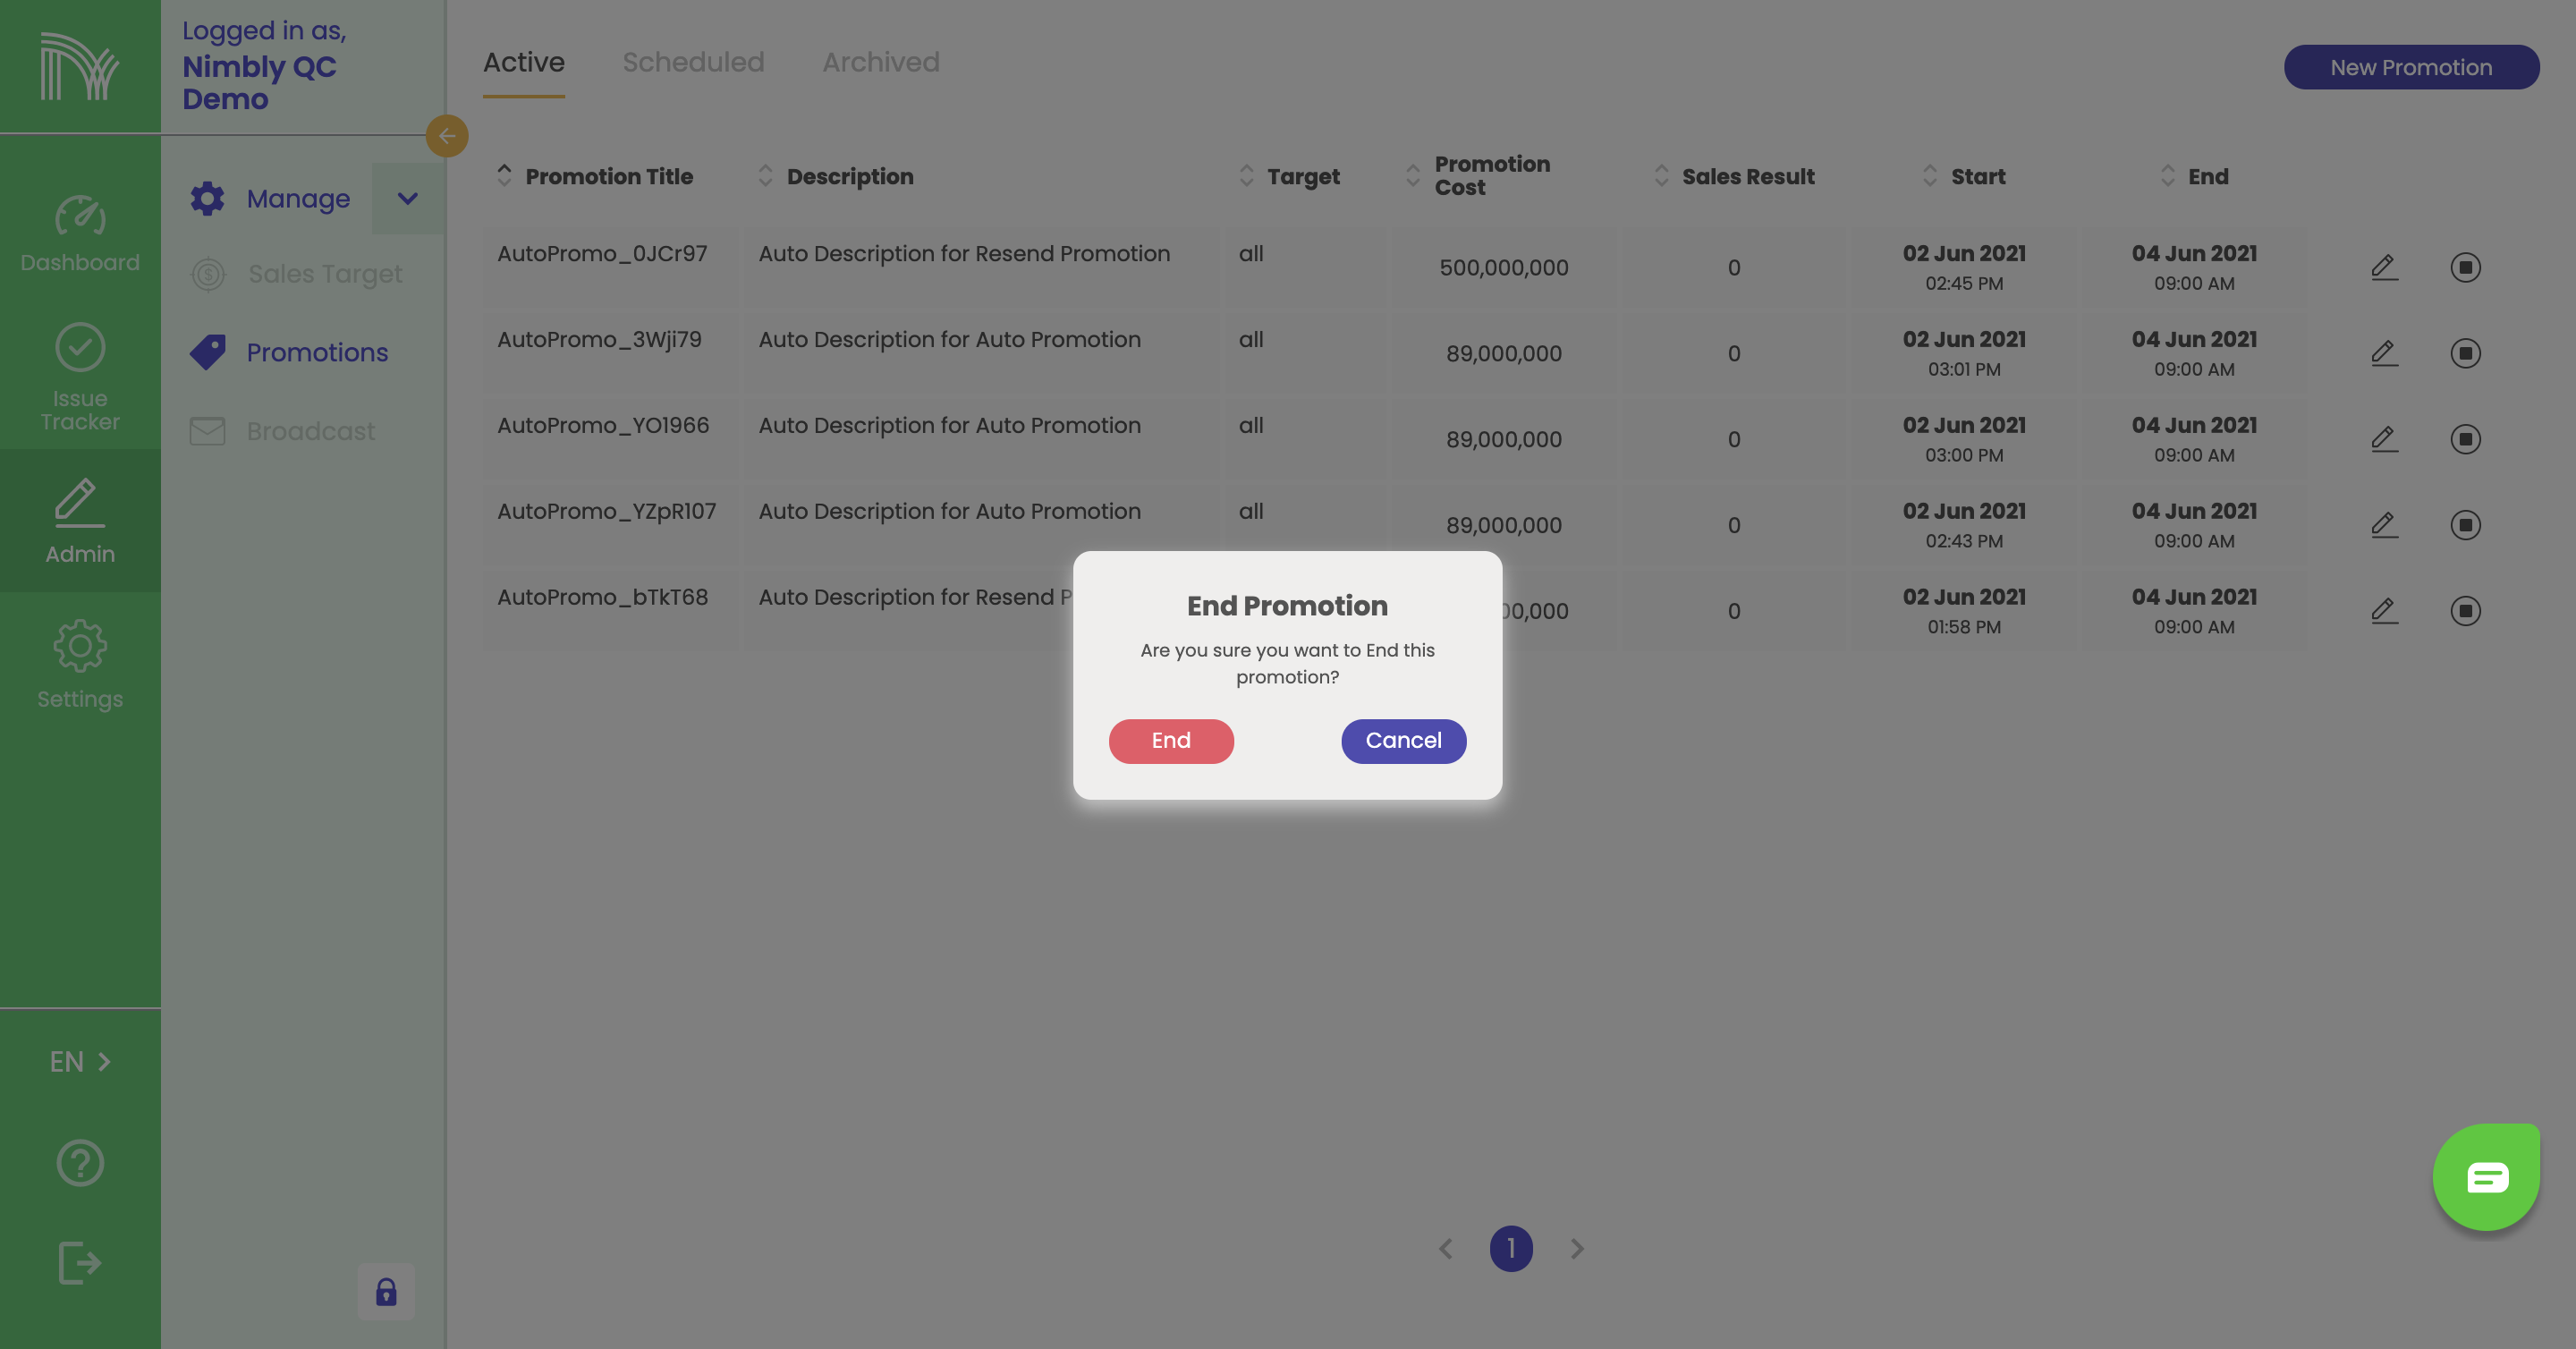 Logged in as,
Nimbly QC
Demo
Dashboard
Issue
Tracker
Admin
Settings
EN
Manage
Sales Target
Promotions
Broadcast
Active Scheduled Archived
New Promotion
Promotion Title Description Target Promotion Cost Sales Result Start End
AutoPromo_0JCr97 Auto Description for Resend Promotion all 500,000,000 0 02 Jun 2021 04 Jun 2021
02:45 PM 09:00 AM
AutoPromo_3Wji79 Auto Description for Auto Promotion all 89,000,000 0 02 Jun 2021 04 Jun 2021
03:01 PM 09:00 AM
AutoPromo_YO1966 Auto Description for Auto Promotion all 89,000,000 0 02 Jun 2021 04 Jun 2021
03:00 PM 09:00 AM
AutoPromo_YZpR107 Auto Description for Auto Promotion all 89,000,000 0 02 Jun 2021 04 Jun 2021
02:43 PM 09:00 AM
AutoPromo_bTkT68 Auto Description for Resend 0 02 Jun 2021 04 Jun 2021
01:58 PM 09:00 AM
End Promotion
Are you sure you want to End this
promotion?
End Cancel
1